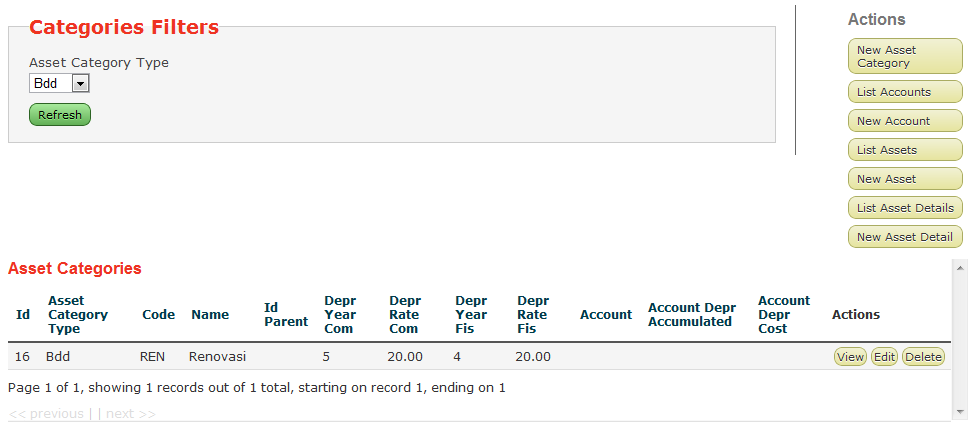 Categories Filters
Asset Category Type
Bdd
Refresh
Actions
New Asset
Category
List Accounts
New Account
List Assets
New Asset
List Asset Details
New Asset Detail
Asset Categories
Id Asset Category Type Code Name Id Parent Depr Year Com Depr Rate Com Depr Year Fis Depr Rate Fis Account Account Depr Accumulated Account Depr Cost Actions
16 Bdd REN Renovasi 5 20.00 4 20.00 View Edit Delete
Page 1 of 1, showing 1 records out of 1 total, starting on record 1, ending on 1
<< previous | | next >>